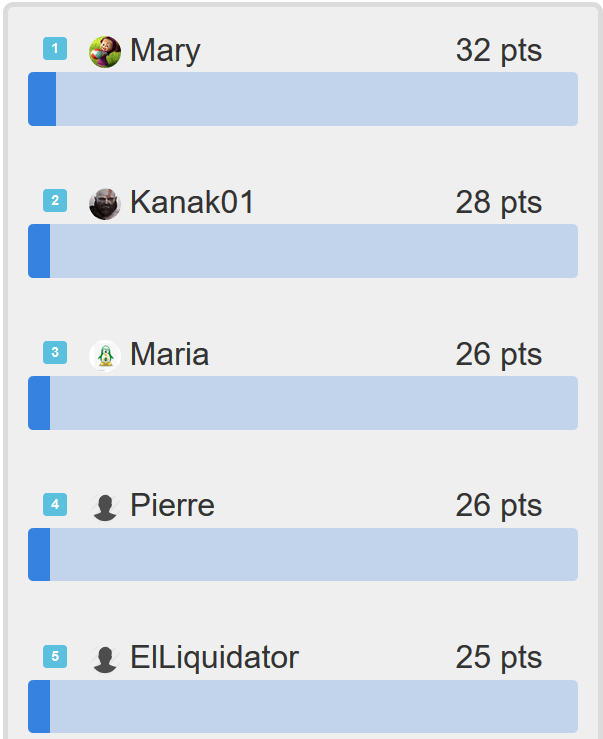 1 Mary 32 pts
2 Kanak01 28 pts
3 Maria 26 pts
4 Pierre 26 pts
5 ElLiquidator 25 pts